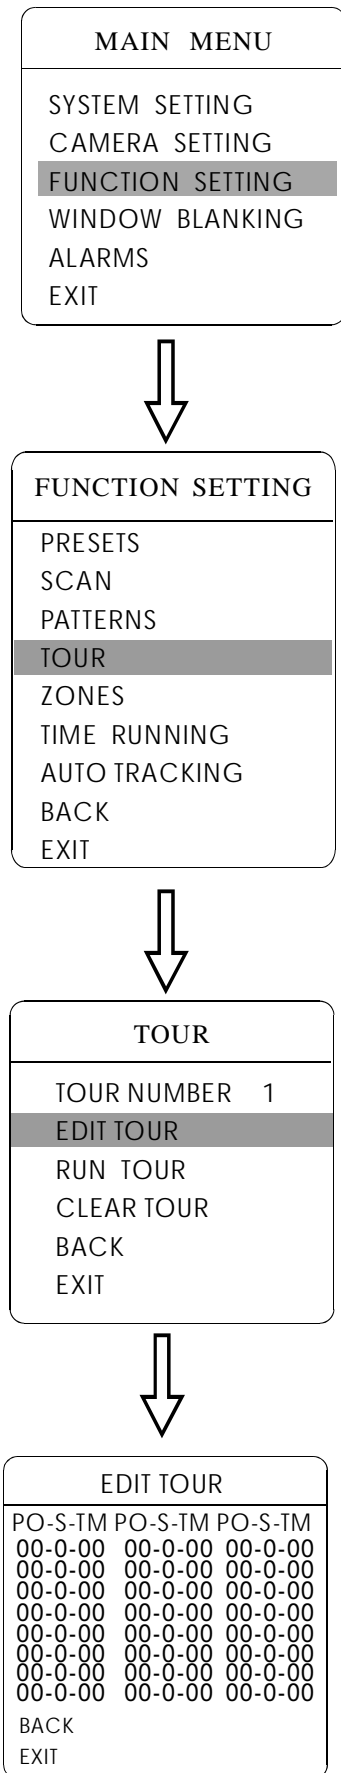 MAIN MENU
SYSTEM SETTING
CAMERA SETTING
FUNCTION SETTING
WINDOW BLANKING
ALARMS
EXIT
FUNCTION SETTING
PRESETS
SCAN
PATTERNS
TOUR
ZONES
TIME RUNNING
AUTO TRACKING
BACK
EXIT
TOUR
TOUR NUMBER 1
EDIT TOUR
RUN TOUR
CLEAR TOUR
BACK
EXIT
EDIT TOUR
PO-S-TM PO-S-TM PO-S-TM
00-0-00 00-0-00 00-0-00
00-0-00 00-0-00 00-0-00
00-0-00 00-0-00 00-0-00
00-0-00 00-0-00 00-0-00
00-0-00 00-0-00 00-0-00
00-0-00 00-0-00 00-0-00
00-0-00 00-0-00 00-0-00
00-0-00 00-0-00 00-0-00
BACK
EXIT